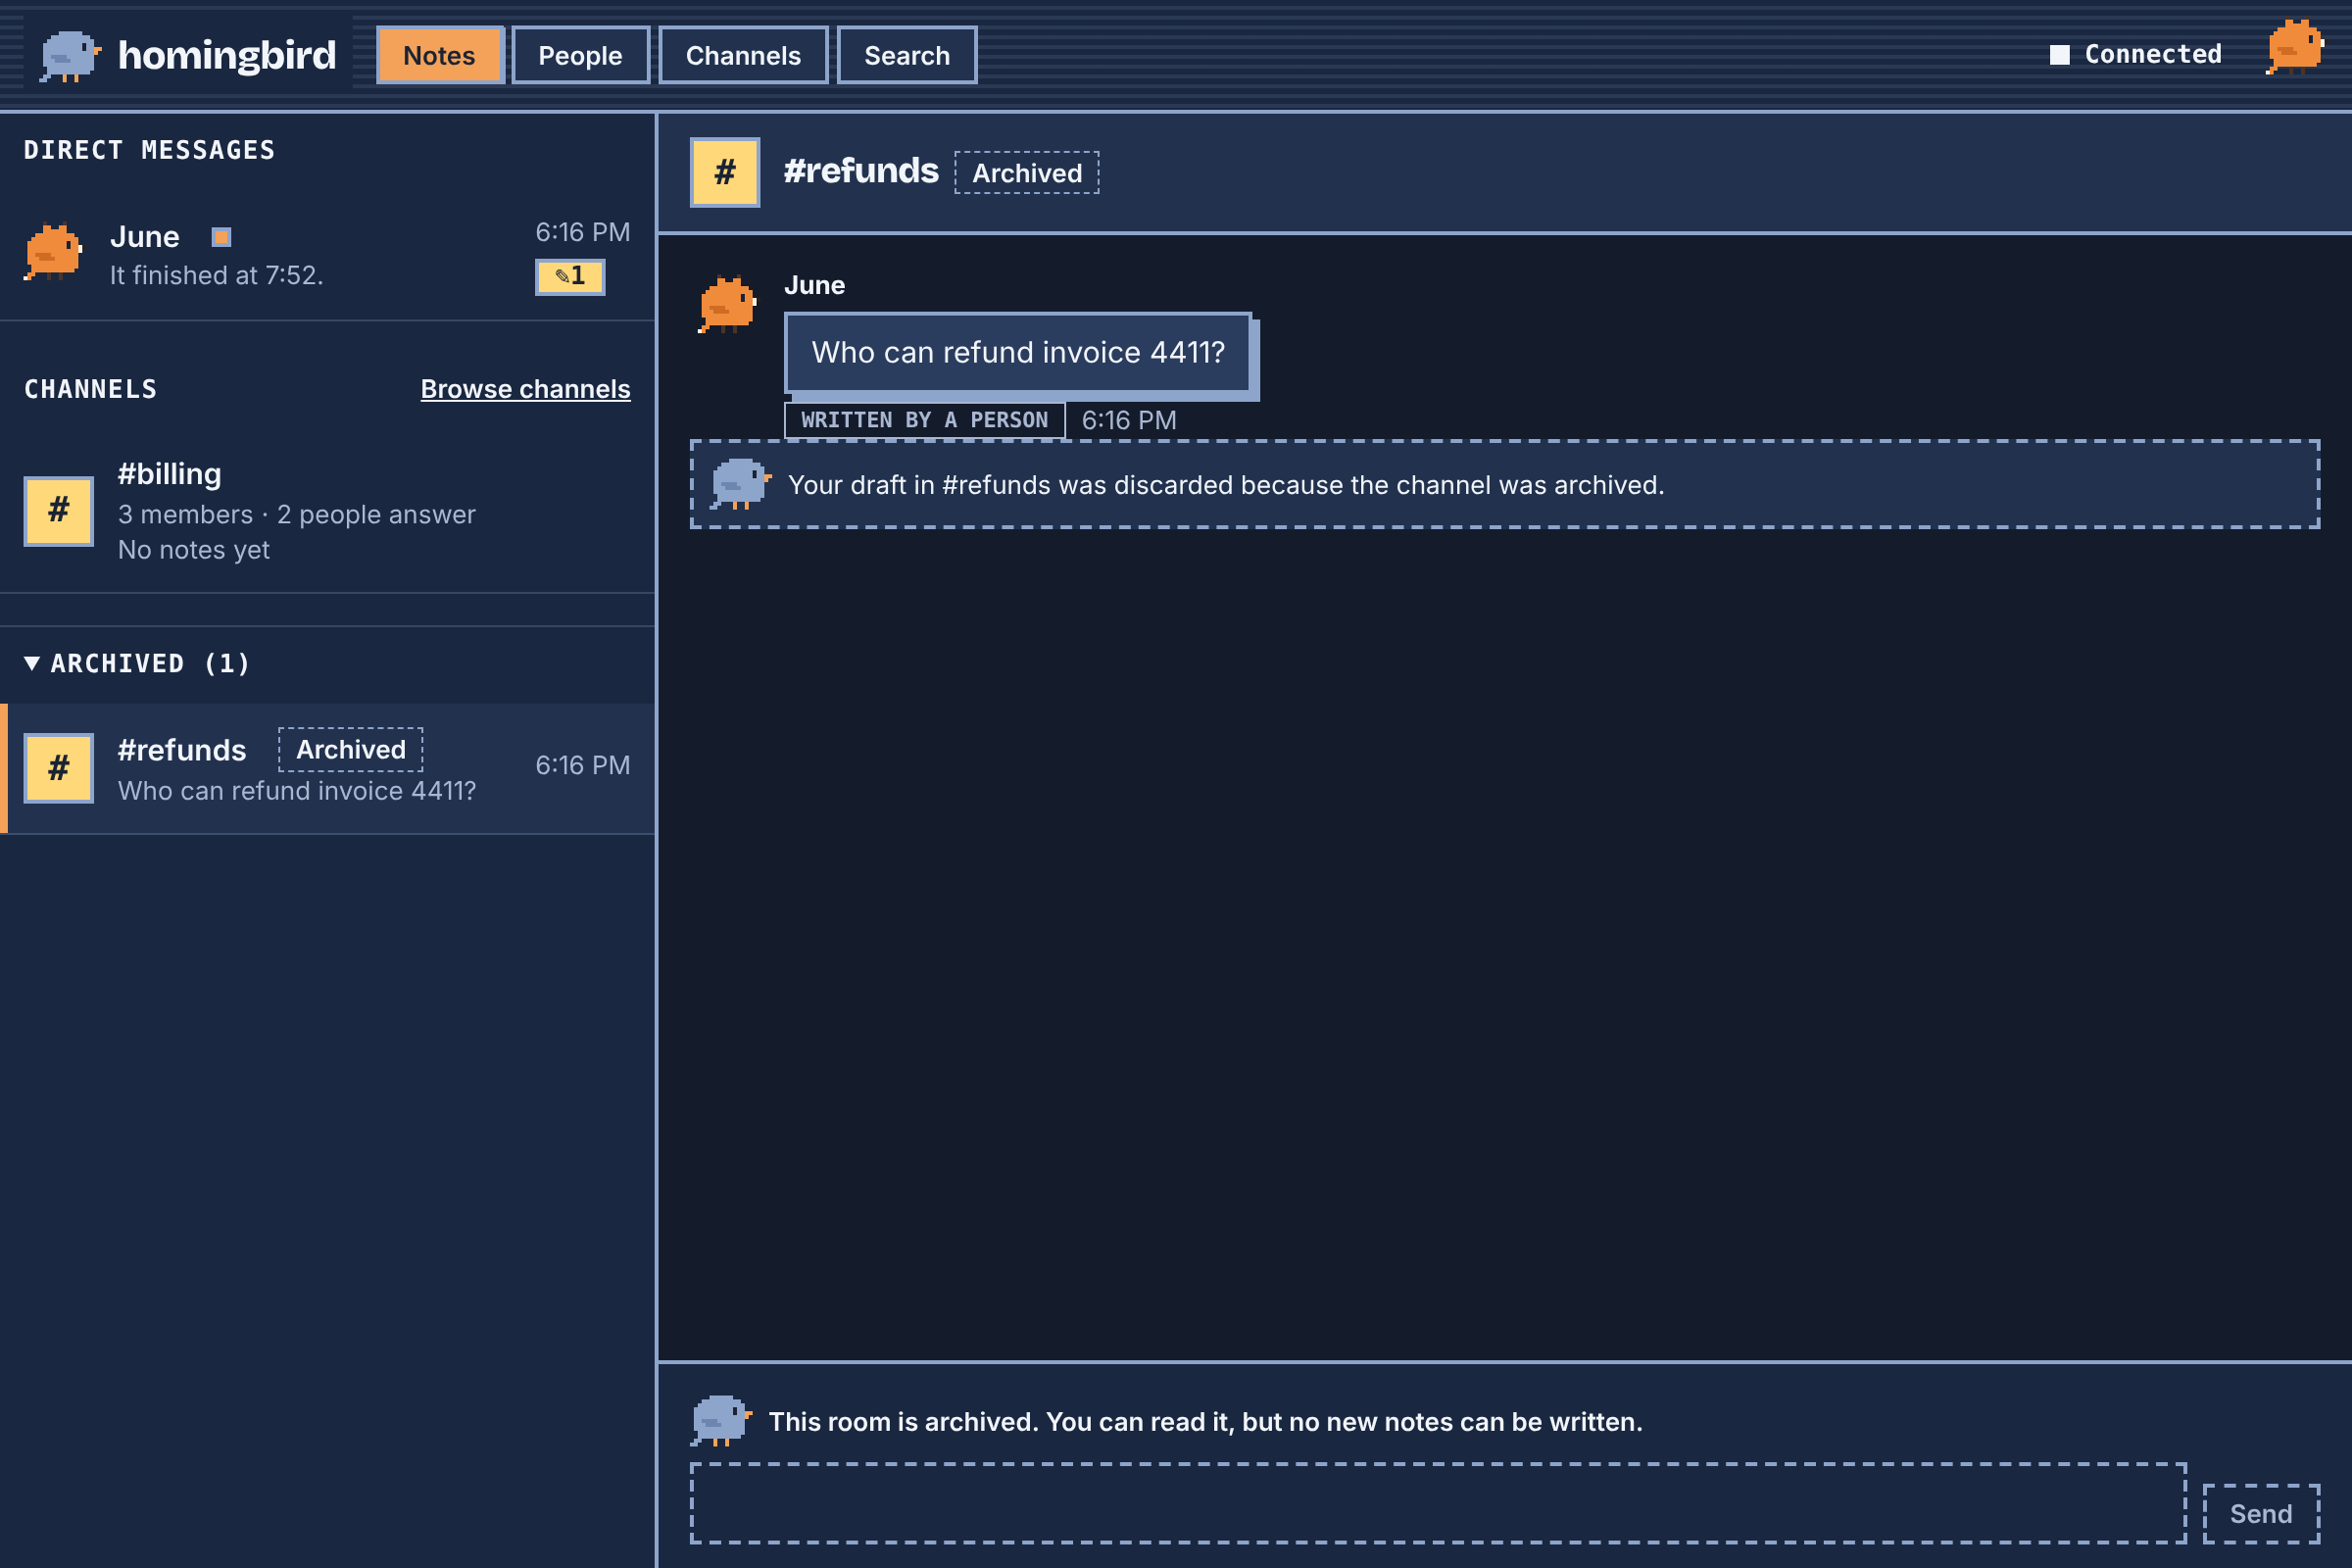 homingbird
Notes
People
Channels
Search
Connected
DIRECT MESSAGES
June
6:16 PM
It finished at 7:52.
✎1
CHANNELS
Browse channels
#
#billing
3 members · 2 people answer
No notes yet
▼ ARCHIVED (1)
#
#refunds
Archived
6:16 PM
Who can refund invoice 4411?
#
#refunds
Archived
June
Who can refund invoice 4411?
WRITTEN BY A PERSON
6:16 PM
Your draft in #refunds was discarded because the channel was archived.
This room is archived. You can read it, but no new notes can be written.
Send